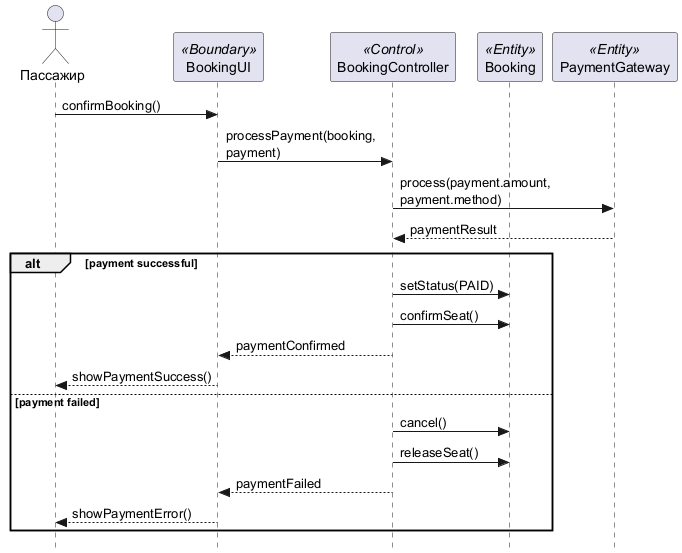 Пассажир
«Boundary»
BookingUI
«Control»
BookingController
«Entity»
Booking
«Entity»
PaymentGateway
confirmBooking()
processPayment(booking,
payment)
process(payment.amount,
payment.method)
paymentResult
alt
[payment successful]
setStatus(PAID)
confirmSeat()
paymentConfirmed
showPaymentSuccess()
[payment failed]
cancel()
releaseSeat()
paymentFailed
showPaymentError()